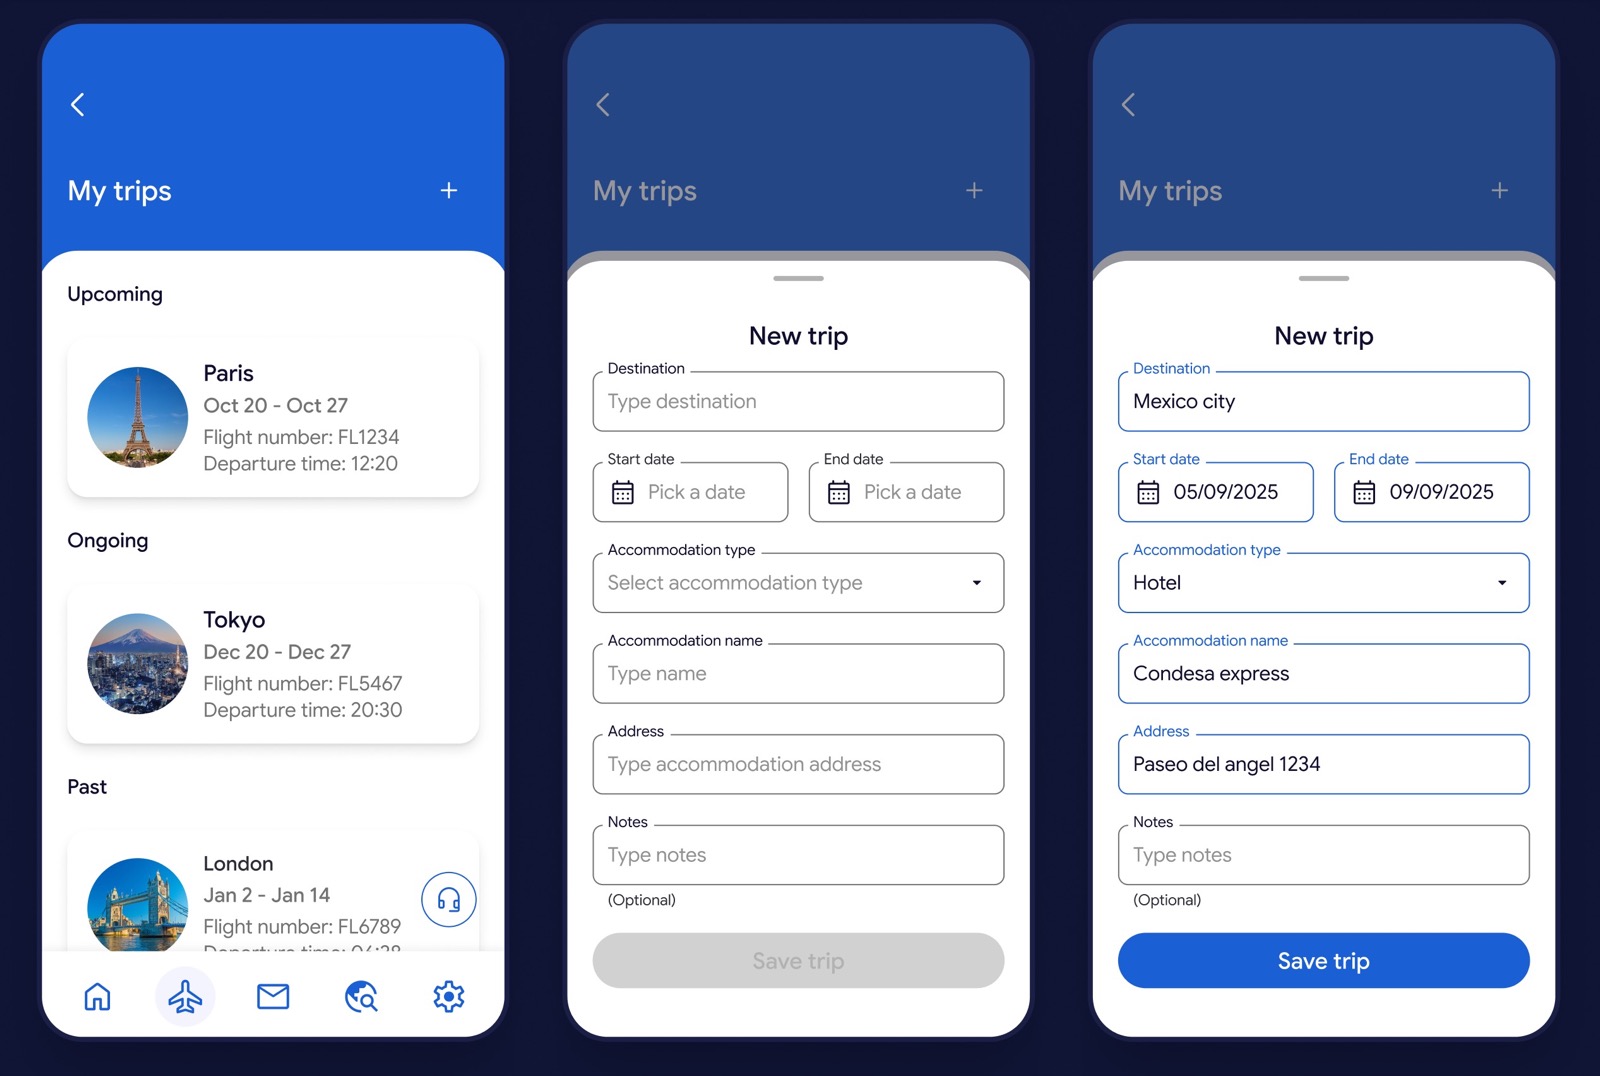 My trips
Upcoming
Paris
Oct 20 - Oct 27
Flight number: FL1234
Departure time: 12:20
Ongoing
Tokyo
Dec 20 - Dec 27
Flight number: FL5467
Departure time: 20:30
Past
London
Jan 2 - Jan 14
Flight number: FL6789
Departure time:
My trips
New trip
Destination
Type destination
Start date
End date
Pick a date
Pick a date
Accommodation type
Select accommodation type
Accommodation name
Type name
Address
Type accommodation address
Notes
Type notes
(Optional)
Save trip
My trips
New trip
Destination
Mexico city
Start date
End date
05/09/2025
09/09/2025
Accommodation type
Hotel
Accommodation name
Condesa express
Address
Paseo del angel 1234
Notes
Type notes
(Optional)
Save trip